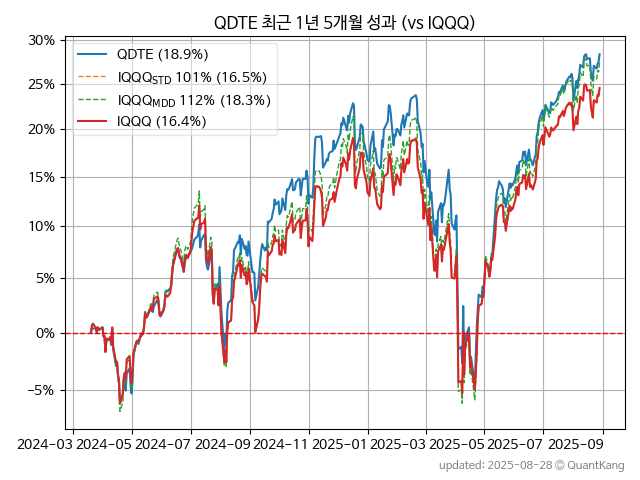 QDTE 최근 1년 5개월 성과 (vs IQQQ)
30%
25%
20%
15%
10%
5%
0%
−5%
QDTE (18.9%)
IQQQSTD 101% (16.5%)
IQQQMDD 112% (18.3%)
IQQQ (16.4%)
2024-03 2024-05 2024-07 2024-09 2024-11 2025-01 2025-03 2025-05 2025-07 2025-09
updated: 2025-08-28 © QuantKang